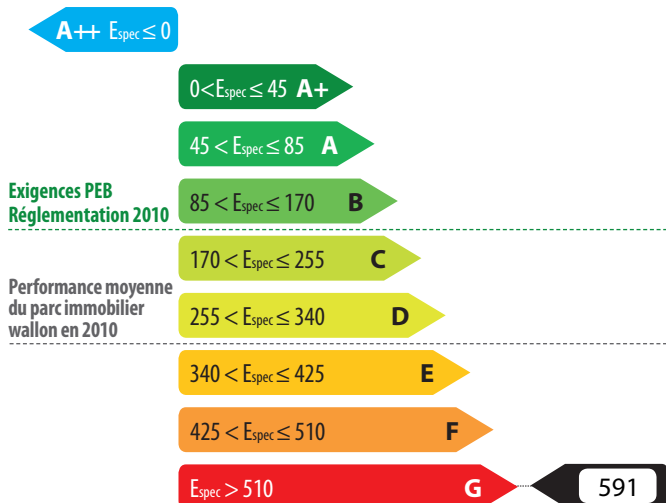 A++ Espec ≤ 0
0 < Espec ≤ 45 A+
45 < Espec ≤ 85 A
Exigences PEB
Réglementation 2010
85 < Espec ≤ 170 B
170 < Espec ≤ 255 C
Performance moyenne
du parc immobilier
wallon en 2010
255 < Espec ≤ 340 D
340 < Espec ≤ 425 E
425 < Espec ≤ 510 F
Espec > 510 G
591